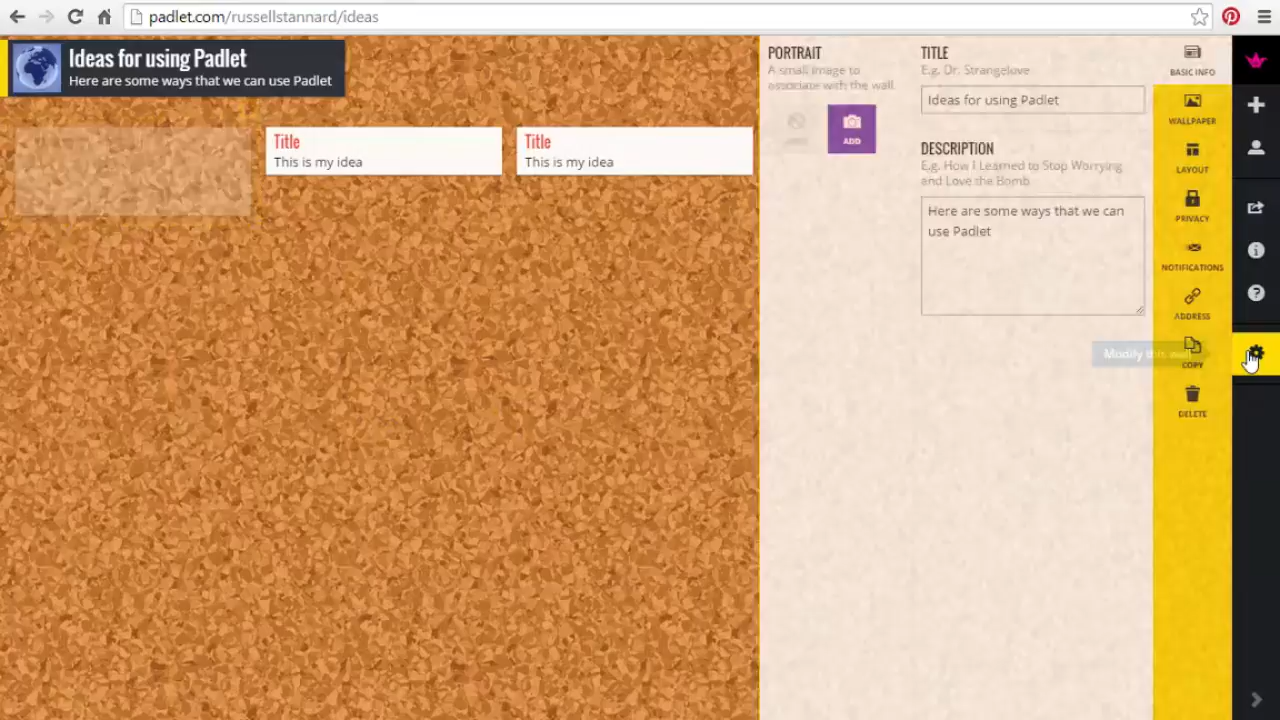 padlet.com/russellstannard/ideas
Ideas for using Padlet
Here are some ways that we can use Padlet
Title
This is my idea
Title
This is my idea
PORTRAIT
A small image to
associate with the wall.
ADD
TITLE
E.g. Dr. Strangelove
Ideas for using Padlet
DESCRIPTION
E.g. How I Learned to Stop Worrying
and Love the Bomb
Here are some ways that we can
use Padlet
BASIC INFO
WALLPAPER
LAYOUT
PRIVACY
NOTIFICATIONS
ADDRESS
Modify this wall
COPY
DELETE